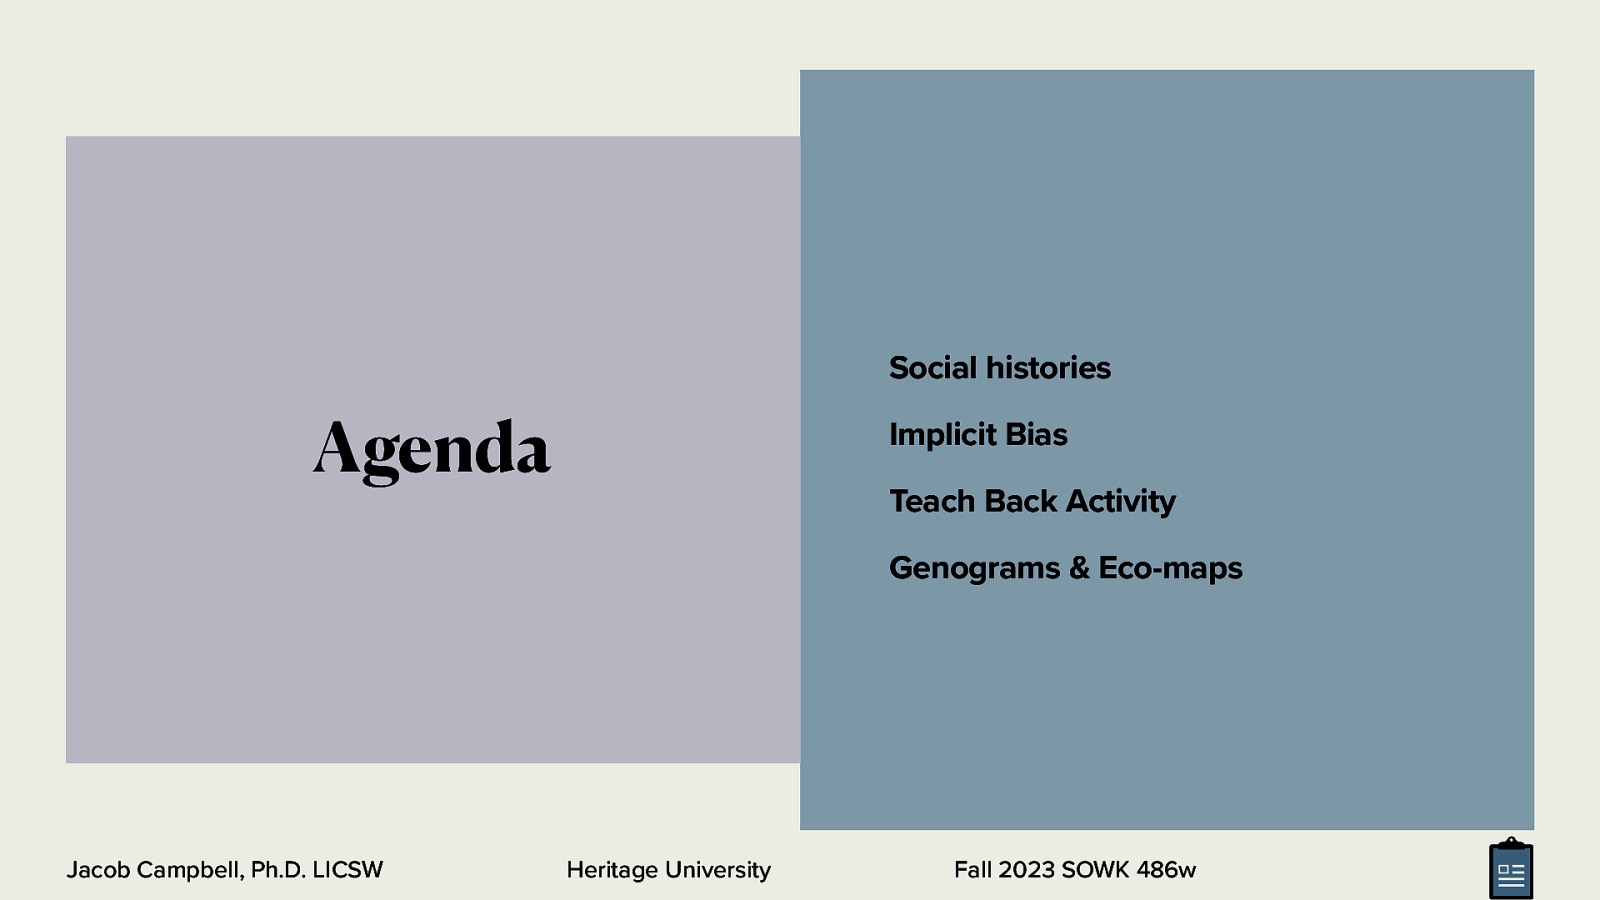 Agenda
Social histories
Implicit Bias
Teach Back Activity
Genograms & Eco-maps
Jacob Campbell, Ph.D. LICSW
Heritage University
Fall 2023 SOWK 486w